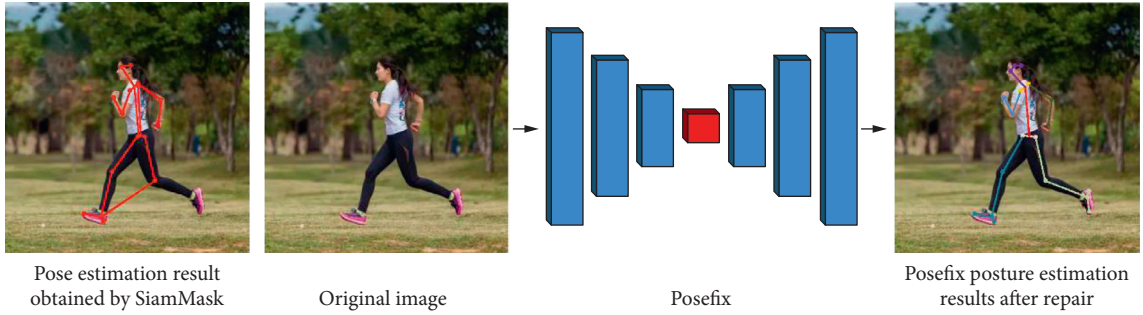 Pose estimation result
obtained by SiamMask
Original image
Posefix
Posefix posture estimation
results after repair